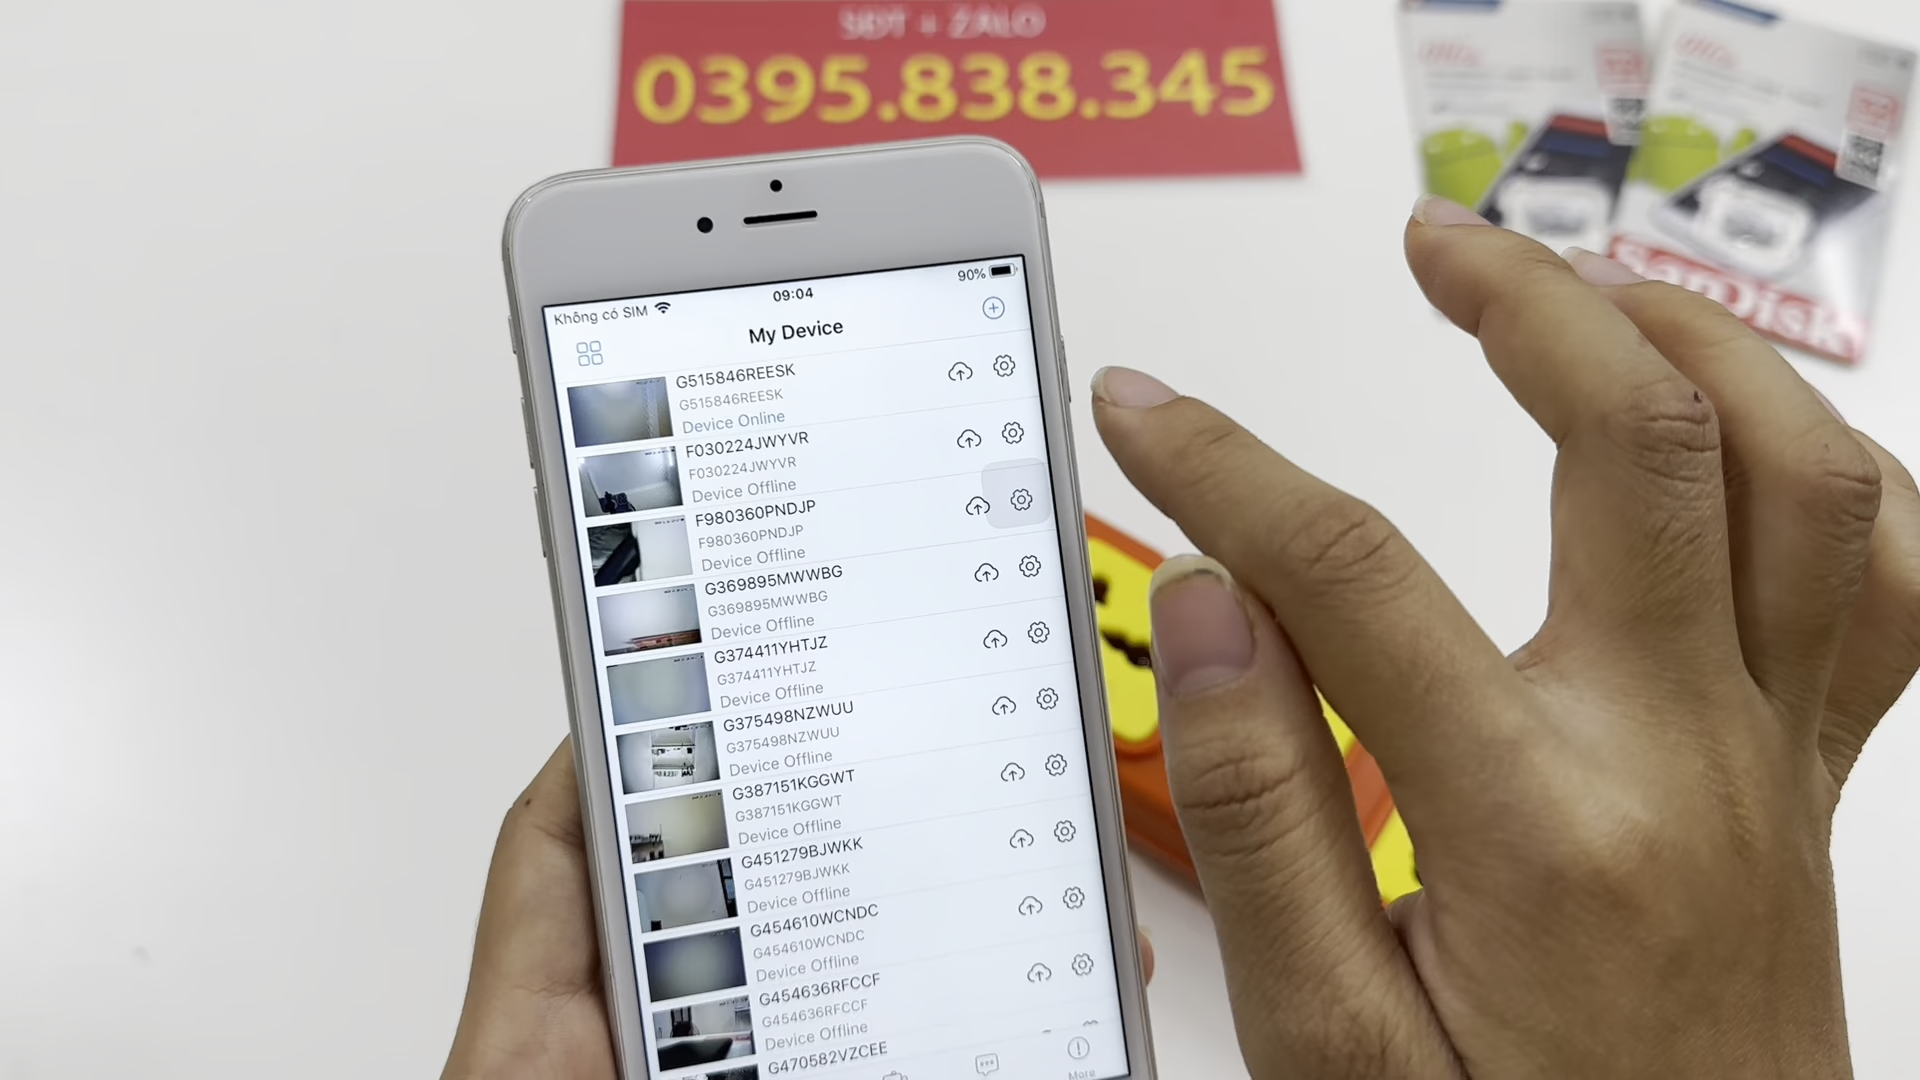 SĐT + ZALO
0395.838.345
Không có SIM
09:04
90%
My Device
G515846REESK
G515846REESK
Device Online
F030224JWYVR
F030224JWYVR
Device Offline
F980360PNDJP
F980360PNDJP
Device Offline
G369895MWWBG
G369895MWWBG
Device Offline
G374411YHTJZ
G374411YHTJZ
Device Offline
G375498NZWUU
G375498NZWUU
Device Offline
G387151KGGWT
G387151KGGWT
Device Offline
G451279BJWKK
G451279BJWKK
Device Offline
G454610WCNDC
G454610WCNDC
Device Offline
G454636RFCCF
G454636RFCCF
Device Offline
G470582VZCEE
More
SanDisk